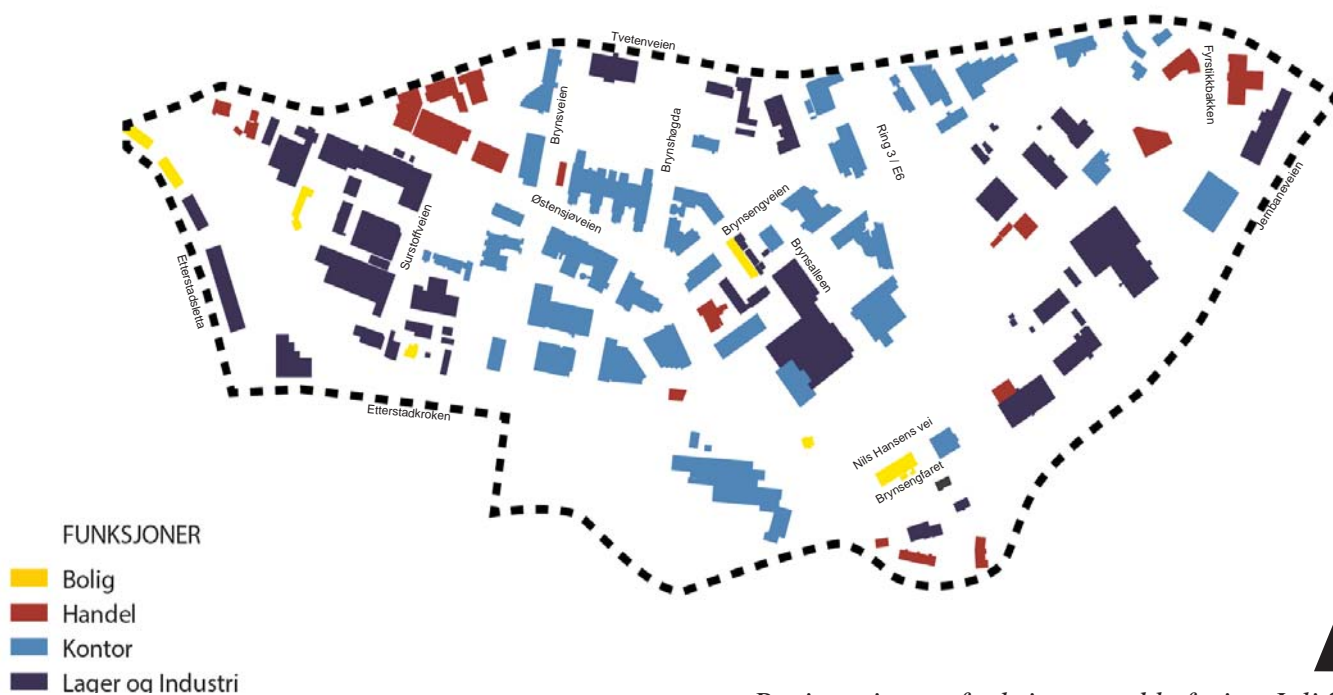 Tvetenveien
Fyrstikkbakken
Brynsveien
Brynshøgda
Ring 3 / E6
Jernbaneveien
Østensjøveien
Brynsengveien
Surstoffveien
Brynsalleen
Etterstadsletta
Etterstadkroken
Nils Hansens vei
Brynsengfaret
FUNKSJONER
Bolig
Handel
Kontor
Lager og Industri